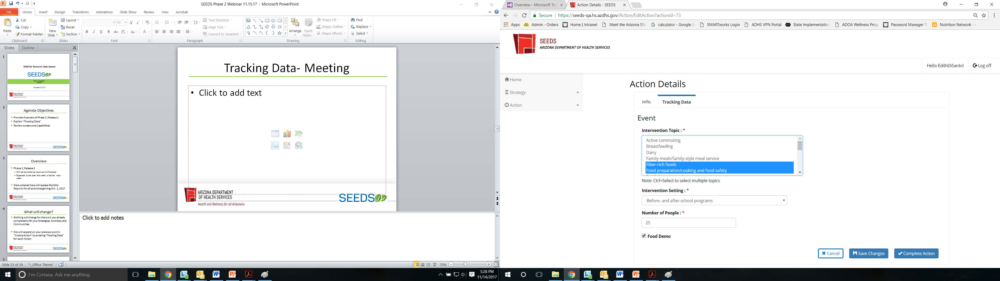 SEEDS Phase 2 Webinar 11.15.17 - Microsoft PowerPoint
File Home Insert Design Transitions Animations Slide Show Review View Acrobat
Paste
Cut
Copy
Format Painter
Clipboard
New Slide
Layout
Reset
Section
Slides
32
Font
Paragraph
Text Direction
Align Text
Convert to SmartArt
Arrange
Quick Styles
Shape Fill
Shape Outline
Shape Effects
Drawing
Find
Replace
Select
Editing
Slides Outline
1
SNAP-Ed Electronic Data System
SEEDS
Webinar
November 15, 2017
2
Agenda-Objectives
• Provide Overview of Phase 2, Release 1
• Explain "Tracking Data"
• Review screens and capabilities
SEEDS
3
Overview
• Phase 2, Release 1
– Will be launched as soon as it is finalized
– Expected to be later this week or earlier next
week
• Data entered here will replace Monthly
Reports for all actions beginning Oct. 1, 2017
SEEDS
4
What will change?
• Nothing will change for the work you already
completed with your Strategies, Activities, and
Communities
• We will expand on your previous work in
"Create Action" by entering "Tracking Data"
for each Action
SEEDS
5
Tracking Data- Meeting
• Click to add text
ARIZONA DEPARTMENT
OF HEALTH SERVICES
Health and Wellness for all Arizonans
SEEDS
Click to add notes
Slide 23 of 39 "1_Office Theme" 70%
I'm Cortana. Ask me anything.
5:28 PM
11/14/2017
Overview - Microsoft Tea
Action Details - SEEDS
Secure https://seeds-qa.hs.azdhs.gov/Action/EditAction?actionid=73
Apps Admin - Orders Home | Intranet Meet the Arizona SN calculator - Google S SMARTworks Login ADHS VPN Portal State Implementation ADOA Wellness Prog Password Manager T Nutrition Network - H
SEEDS
ARIZONA DEPARTMENT OF HEALTH SERVICES
Hello EdithDiSanto! Log off
Home
Strategy
Action
Action Details
Info. Tracking Data
Event
Intervention Topic : *
Active commuting
Breastfeeding
Dairy
Family meals/family-style meal service
Fiber-rich foods
Food preparation/cooking and food safety
Note: Ctrl+Select to select multiple topics
Intervention Setting : *
Before- and after-school programs
Number of People : *
25
Food Demo
Cancel Save Changes Complete Action